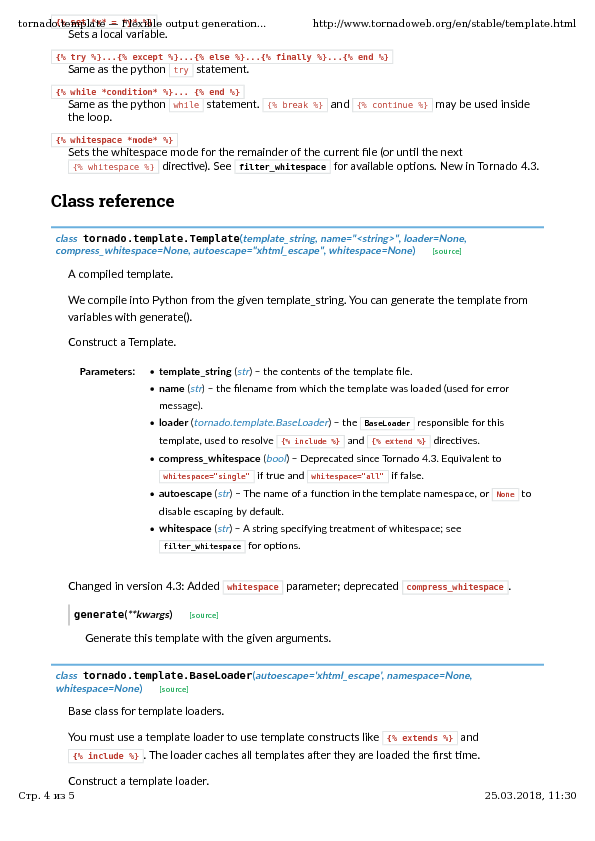 tornado.template — Flexible output generation... http://www.tornadoweb.org/en/stable/template.html
{% set *x* = *y* %}
Sets a local variable.
{% try %}...{% except %}...{% else %}...{% finally %}...{% end %}
Same as the python try statement.
{% while *condition* %}... {% end %}
Same as the python while statement. {% break %} and {% continue %} may be used inside
the loop.
{% whitespace *mode* %}
Sets the whitespace mode for the remainder of the current file (or until the next
{% whitespace %} directive). See filter_whitespace for available options. New in Tornado 4.3.
Class reference
class tornado.template.Template(template_string, name="<string>", loader=None,
compress_whitespace=None, autoescape="xhtml_escape", whitespace=None) [source]
A compiled template.
We compile into Python from the given template_string. You can generate the template from
variables with generate().
Construct a Template.
Parameters: • template_string (str) – the contents of the template file.
• name (str) – the filename from which the template was loaded (used for error
message).
• loader (tornado.template.BaseLoader) – the BaseLoader responsible for this
template, used to resolve {% include %} and {% extend %} directives.
• compress_whitespace (bool) – Deprecated since Tornado 4.3. Equivalent to
whitespace="single" if true and whitespace="all" if false.
• autoescape (str) – The name of a function in the template namespace, or None to
disable escaping by default.
• whitespace (str) – A string specifying treatment of whitespace; see
filter_whitespace for options.
Changed in version 4.3: Added whitespace parameter; deprecated compress_whitespace.
generate(**kwargs) [source]
Generate this template with the given arguments.
class tornado.template.BaseLoader(autoescape='xhtml_escape', namespace=None,
whitespace=None) [source]
Base class for template loaders.
You must use a template loader to use template constructs like {% extends %} and
{% include %}. The loader caches all templates after they are loaded the first time.
Construct a template loader.
Стр. 4 из 5 25.03.2018, 11:30